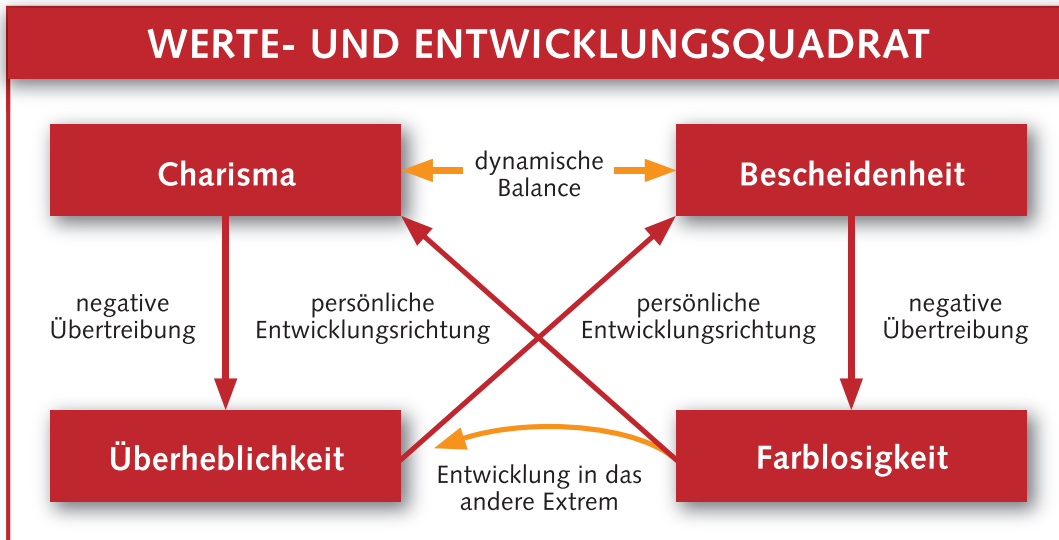 WERTE- UND ENTWICKLUNGSQUADRAT
Charisma
dynamische
Balance
Bescheidenheit
negative
Übertreibung
persönliche
Entwicklungsrichtung
persönliche
Entwicklungsrichtung
negative
Übertreibung
Überheblichkeit
Entwicklung in das
andere Extrem
Farblosigkeit